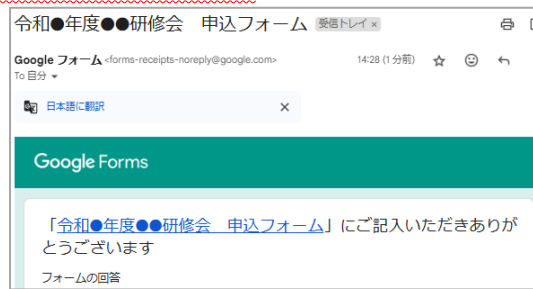 令和●年度●●研修会　申込フォーム 受信トレイ ×
Google フォーム <forms-receipts-noreply@google.com> 14:28 (1 分前)
To 自分
日本語に翻訳 ×
Google Forms
「令和●年度●●研修会　申込フォーム」にご記入いただきありが
とうございます
フォームの回答